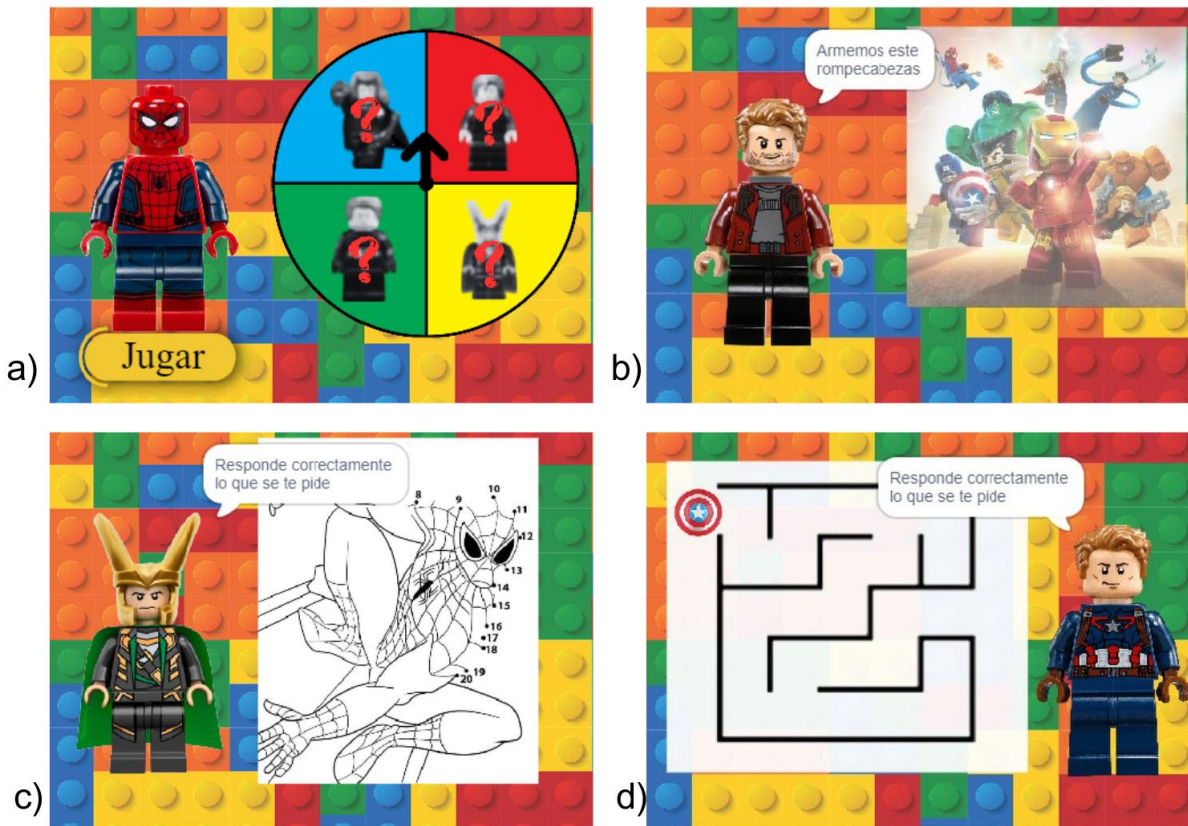 a)
Jugar
?
?
?
?
b)
Armemos este
rompecabezas
c)
Responde correctamente
lo que se te pide
8
9
10
11
12
13
14
15
16
17
18
19
20
d)
Responde correctamente
lo que se te pide